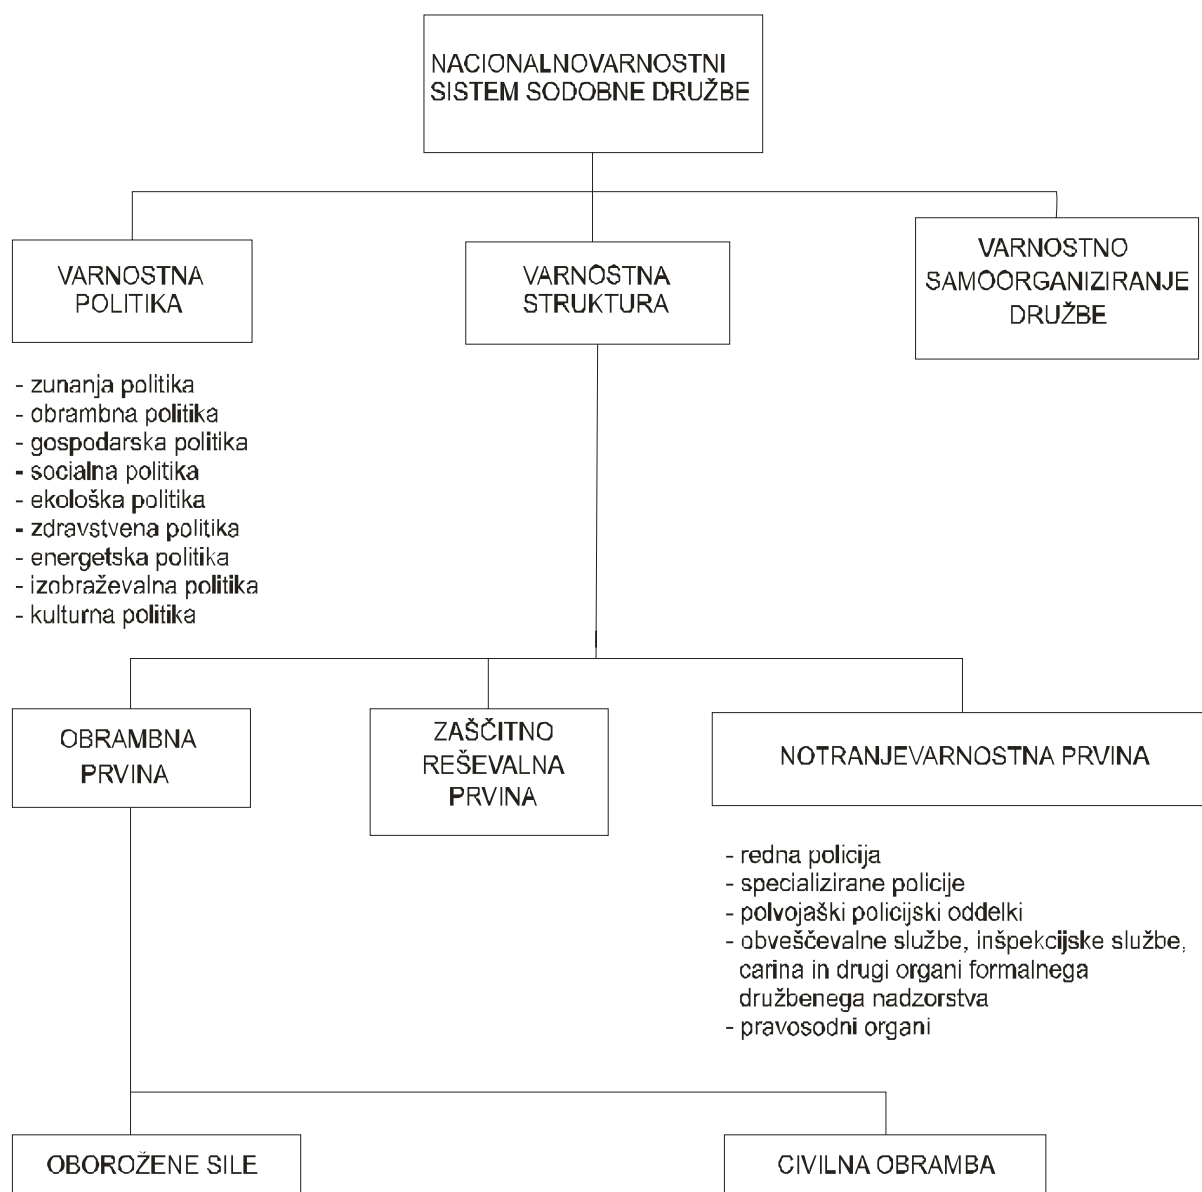 NACIONALNOVARNOSTNI
SISTEM SODOBNE DRUŽBE
VARNOSTNA
POLITIKA
VARNOSTNA
STRUKTURA
VARNOSTNO
SAMOORGANIZIRANJE
DRUŽBE
- zunanja politika
- obrambna politika
- gospodarska politika
- socialna politika
- ekološka politika
- zdravstvena politika
- energetska politika
- izobraževalna politika
- kulturna politika
OBRAMBNA
PRVINA
ZAŠČITNO
REŠEVALNA
PRVINA
NOTRANJEVARNOSTNA PRVINA
- redna policija
- specializirane policije
- polvojaški policijski oddelki
- obveščevalne službe, inšpekcijske službe,
carina in drugi organi formalnega
družbenega nadzorstva
- pravosodni organi
OBOROŽENE SILE
CIVILNA OBRAMBA